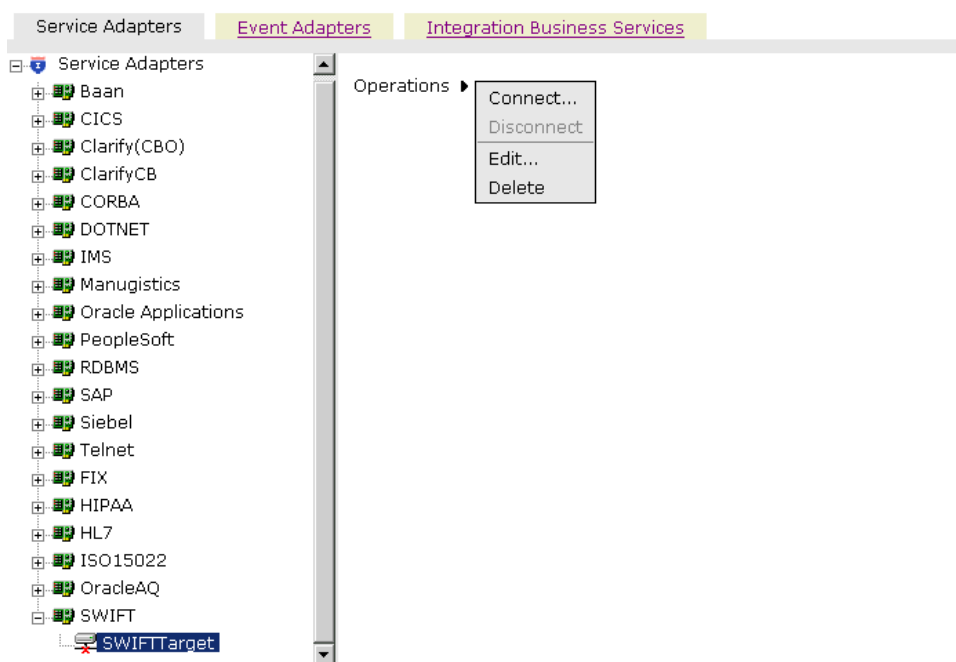 Service Adapters
Event Adapters
Integration Business Services
Service Adapters
Baan
CICS
Clarify(CBO)
ClarifyCB
CORBA
DOTNET
IMS
Manugistics
Oracle Applications
PeopleSoft
RDBMS
SAP
Siebel
Telnet
FIX
HIPAA
HL7
ISO15022
OracleAQ
SWIFT
SWIFTTarget
Operations
Connect...
Disconnect
Edit...
Delete